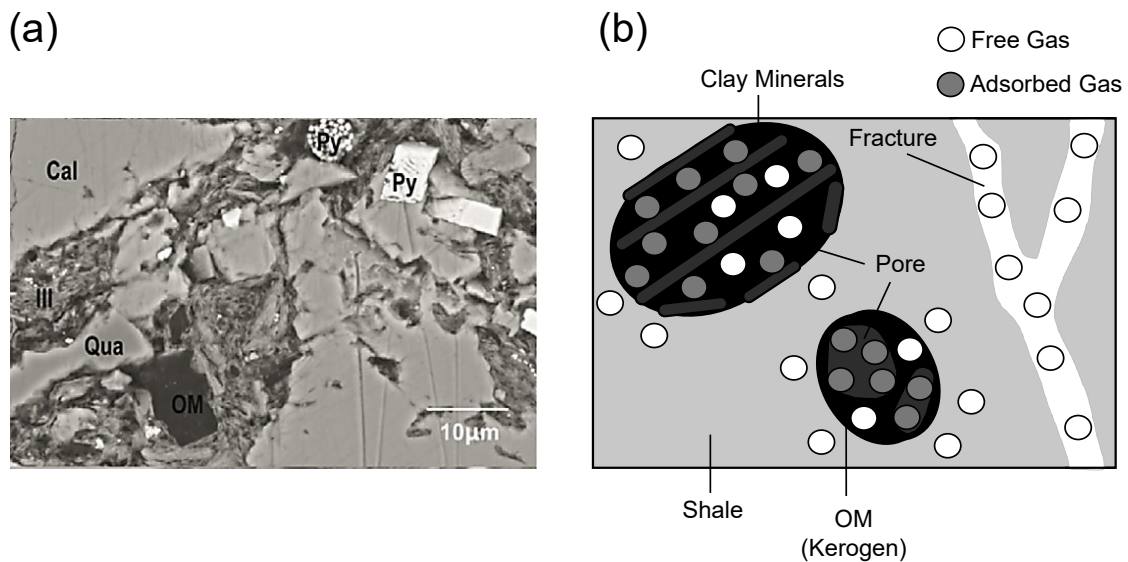 (a)
(b)
Free Gas
Adsorbed Gas
Clay Minerals
Fracture
Pore
Shale
OM
(Kerogen)
Cal
Py
Py
Ill
Qua
OM
10μm